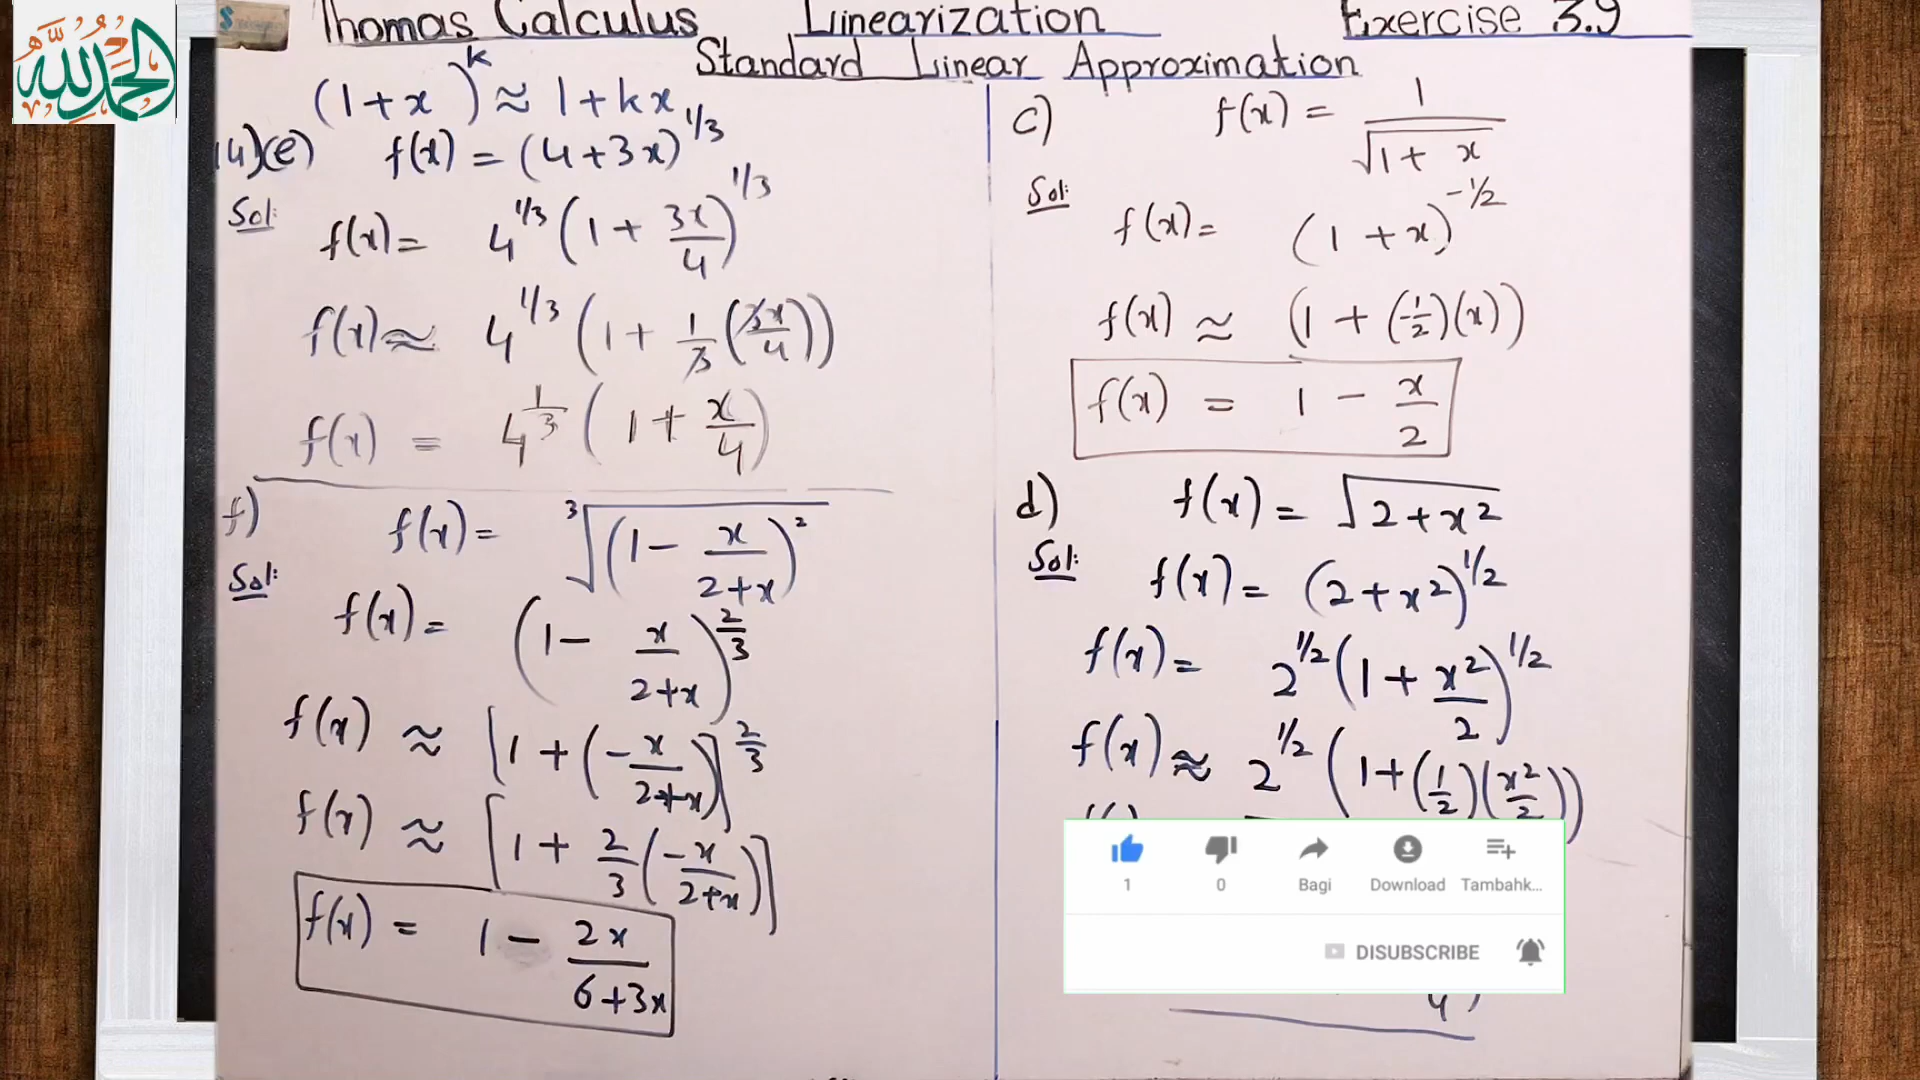 الحمد لله
Thomas Calculus Linearization Exercise 3.9
Standard Linear Approximation
(1+x)^k ≈ 1+kx
14)(e) f(x) = (4+3x)^1/3
Sol:
f(x) = 4^1/3 (1 + 3x/4)^1/3
f(x) ≈ 4^1/3 (1 + 1/3 (3x/4))
f(x) = 4^1/3 (1 + x/4)
f) f(x) = ³√(1 - x/2+x)²
Sol:
f(x) = (1 - x/2+x)^2/3
f(x) ≈ [1 + (-x/2+x)]^2/3
f(x) ≈ [1 + 2/3 (-x/2+x)]
f(x) = 1 - 2x/6+3x
c) f(x) = 1/√1+x
Sol:
f(x) = (1+x)^-1/2
f(x) ≈ (1 + (-1/2)(x))
f(x) = 1 - x/2
d) f(x) = √2+x²
Sol:
f(x) = (2+x²)^1/2
f(x) = 2^1/2 (1 + x²/2)^1/2
f(x) ≈ 2^1/2 (1+(1/2)(x²/2))
4)
1 0 Bagi Download Tambahk...
DISUBSCRIBE